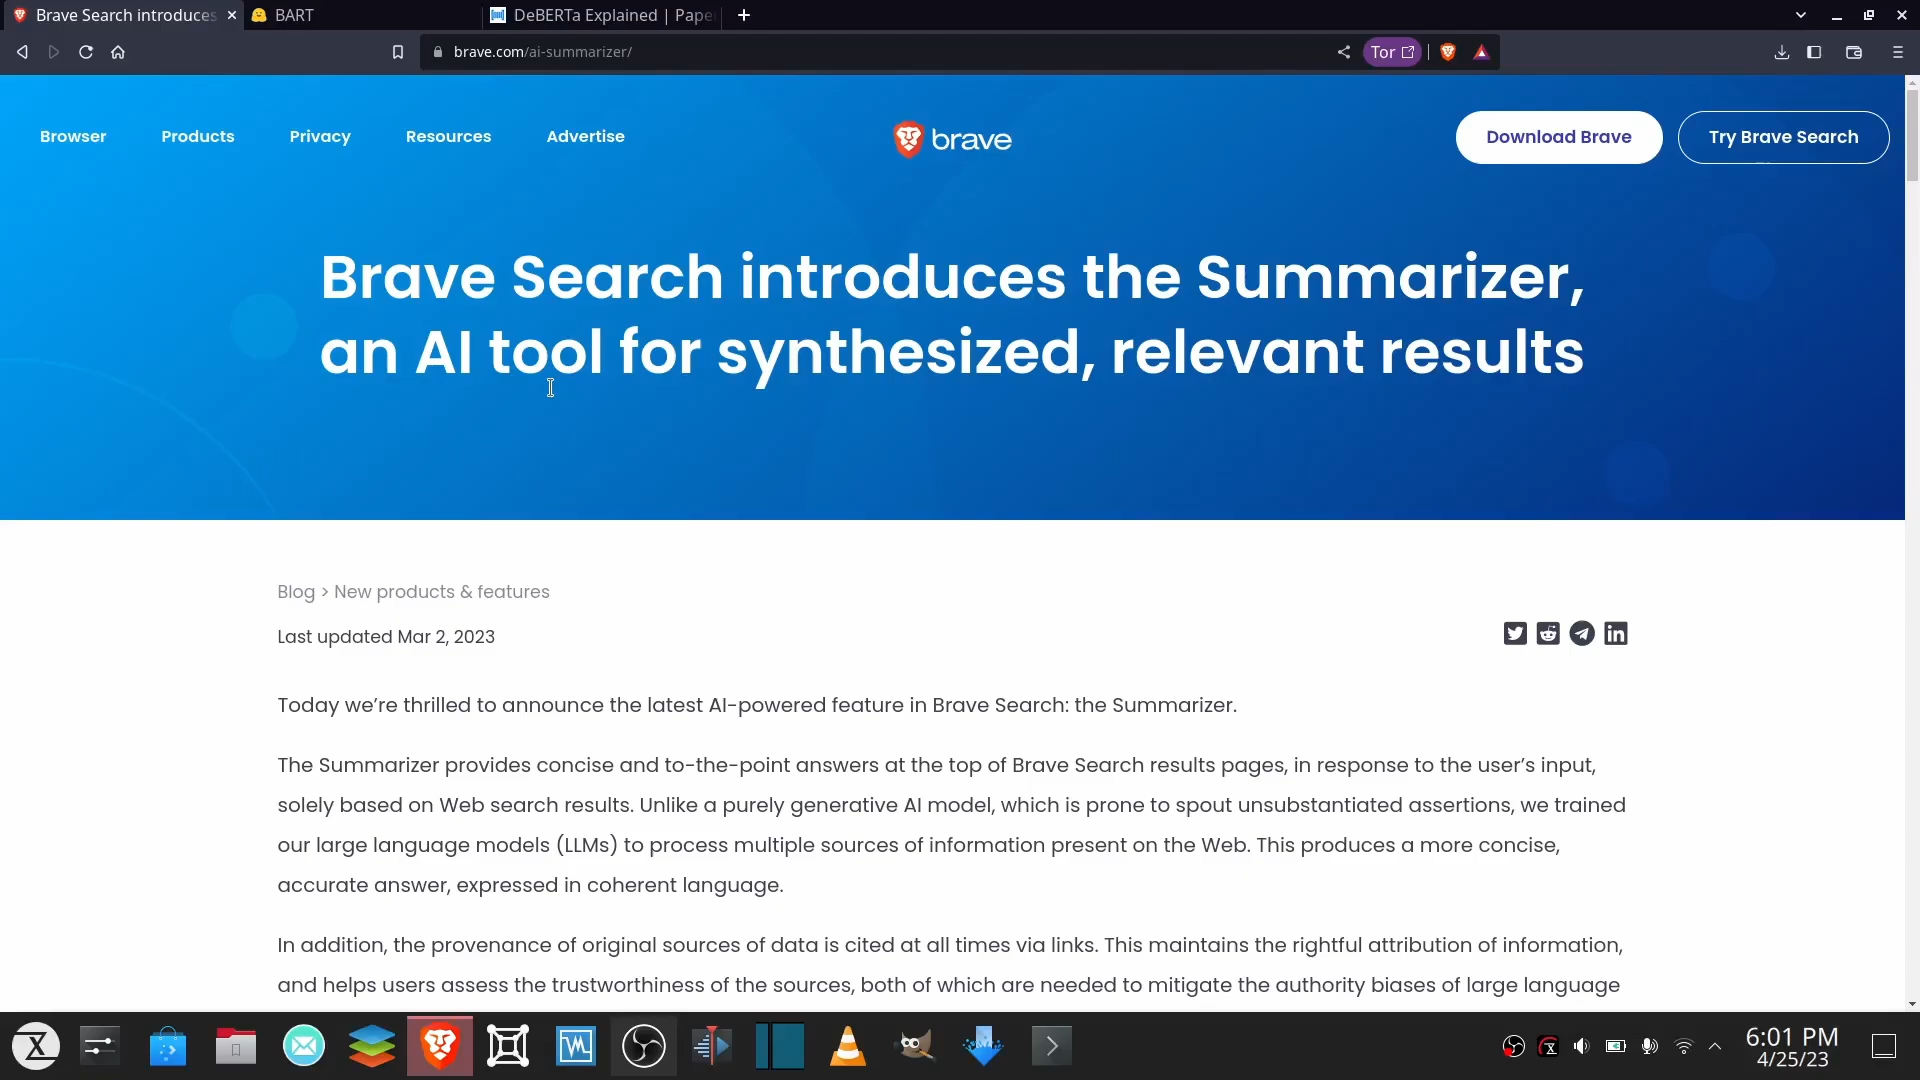 Brave Search introduces
BART
DeBERTa Explained | Pape
brave.com/ai-summarizer/
Tor
Browser
Products
Privacy
Resources
Advertise
brave
Download Brave
Try Brave Search
Brave Search introduces the Summarizer,
an AI tool for synthesized, relevant results
Blog > New products & features
Last updated Mar 2, 2023
Today we’re thrilled to announce the latest AI-powered feature in Brave Search: the Summarizer.
The Summarizer provides concise and to-the-point answers at the top of Brave Search results pages, in response to the user’s input,
solely based on Web search results. Unlike a purely generative AI model, which is prone to spout unsubstantiated assertions, we trained
our large language models (LLMs) to process multiple sources of information present on the Web. This produces a more concise,
accurate answer, expressed in coherent language.
In addition, the provenance of original sources of data is cited at all times via links. This maintains the rightful attribution of information,
and helps users assess the trustworthiness of the sources, both of which are needed to mitigate the authority biases of large language
6:01 PM
4/25/23